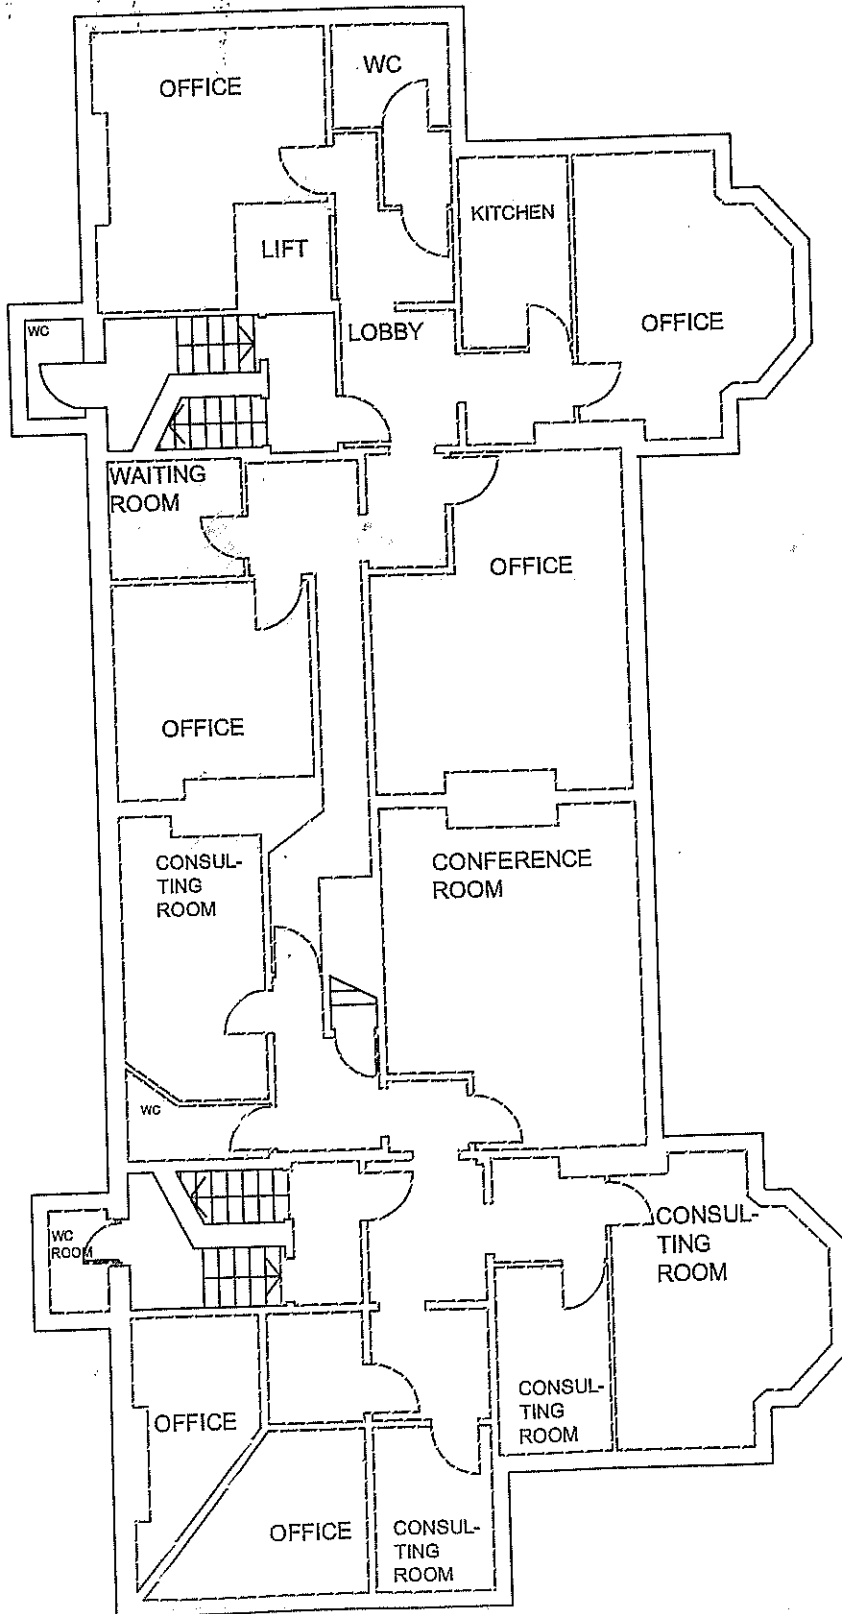 OFFICE
WC
KITCHEN
LIFT
OFFICE
WC
LOBBY
WAITING
ROOM
OFFICE
OFFICE
CONSUL-
TING
ROOM
CONFERENCE
ROOM
WC
WC
ROOM
CONSUL-
TING
ROOM
CONSUL-
TING
ROOM
OFFICE
OFFICE
CONSUL-
TING
ROOM